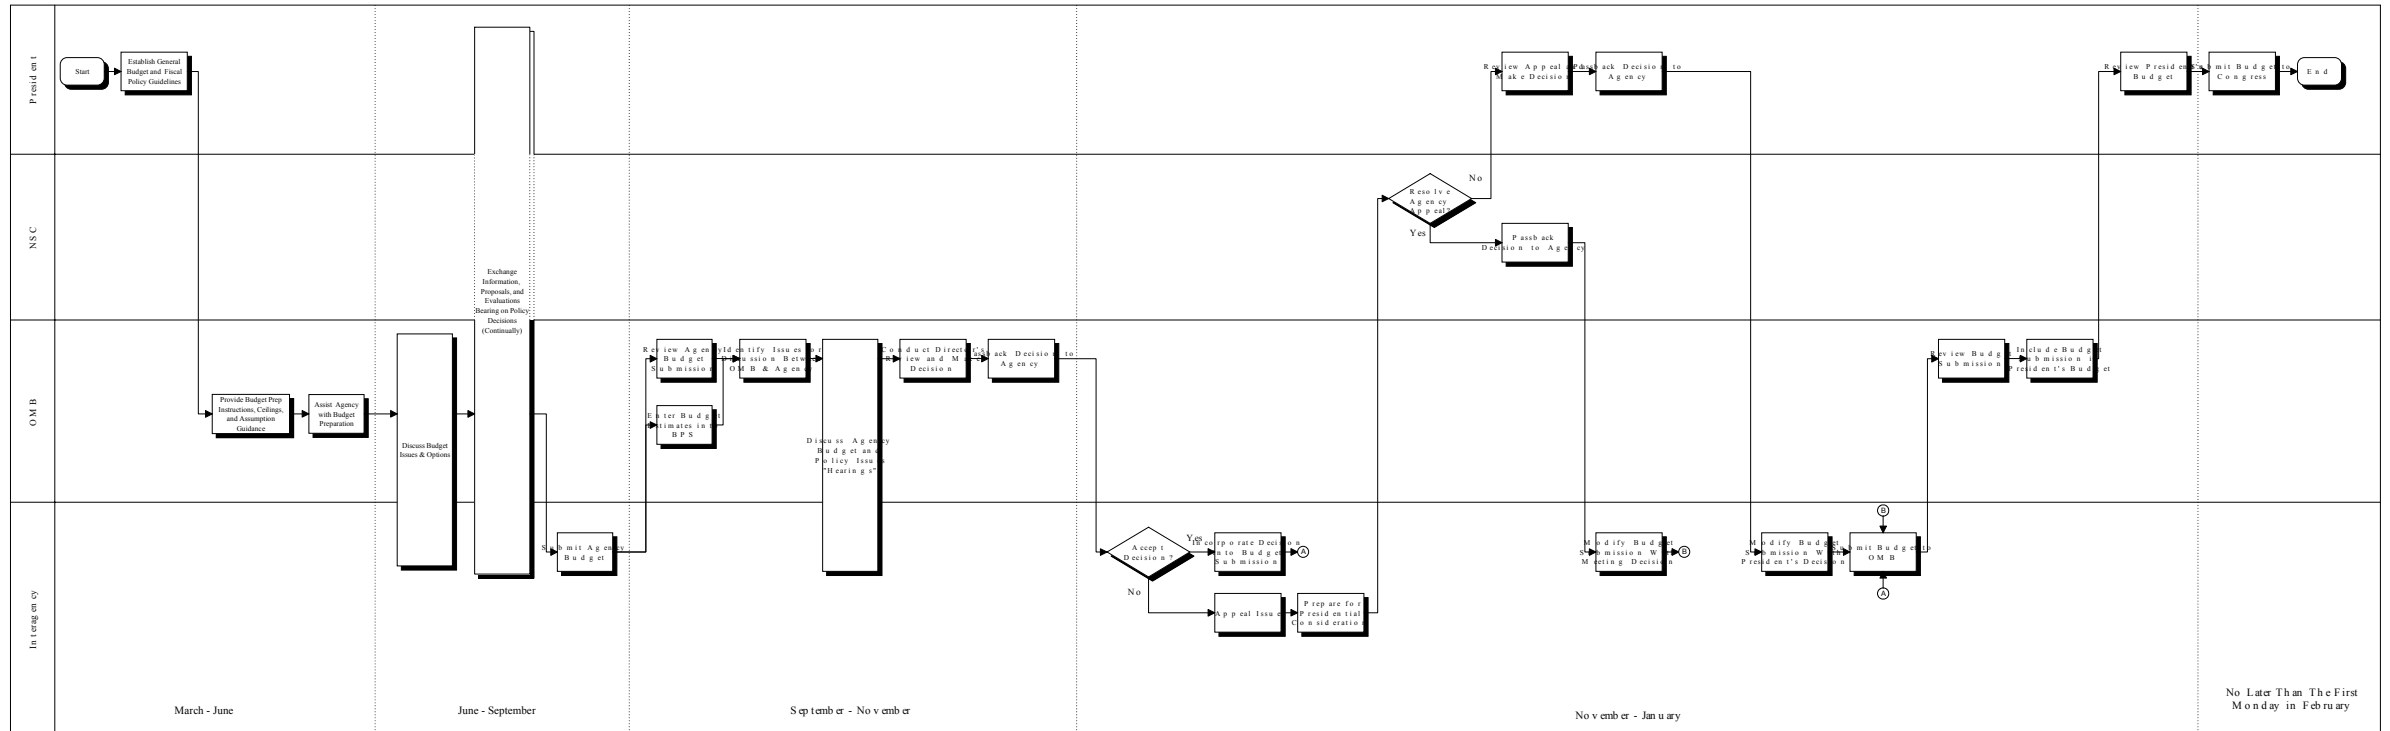 President
NSC
OMB
Interagency
Start
Establish General
Budget and Fiscal
Policy Guidelines
Provide Budget Prep
Instructions, Ceilings,
and Assumption
Guidance
Assist Agency
with Budget
Preparation
Discuss Budget
Issues & Options
Exchange
Information,
Proposals, and
Evaluations
Bearing on Policy
Decisions
(Continually)
Submit Agency
Budget
Review Agency
Budget
Submission
Enter Budget
Estimates into
BPS
Identify Issues for
Discussion Between
OMB & Agency
Discuss Agency
Budget and
Policy Issues
"Hearings"
Conduct Director's
Review and Make
Decision
Passback Decision to
Agency
Accept
Decision?
Yes
No
Incorporate Decision
into Budget
Submission
A
Appeal Issue
Prepare for
Presidential
Consideration
Resolve
Agency
Appeal?
No
Yes
Review Appeal and
Make Decision
Passback Decision to
Agency
Passback
Decision to Agency
Modify Budget
Submission With
Meeting Decision
B
Modify Budget
Submission With
President's Decision
B
Submit Budget to
OMB
A
Review Budget
Submission
Include Budget
Submission in
President's Budget
Review President's
Budget
Submit Budget to
Congress
End
March - June
June - September
September - November
November - January
No Later Than The First
Monday in February